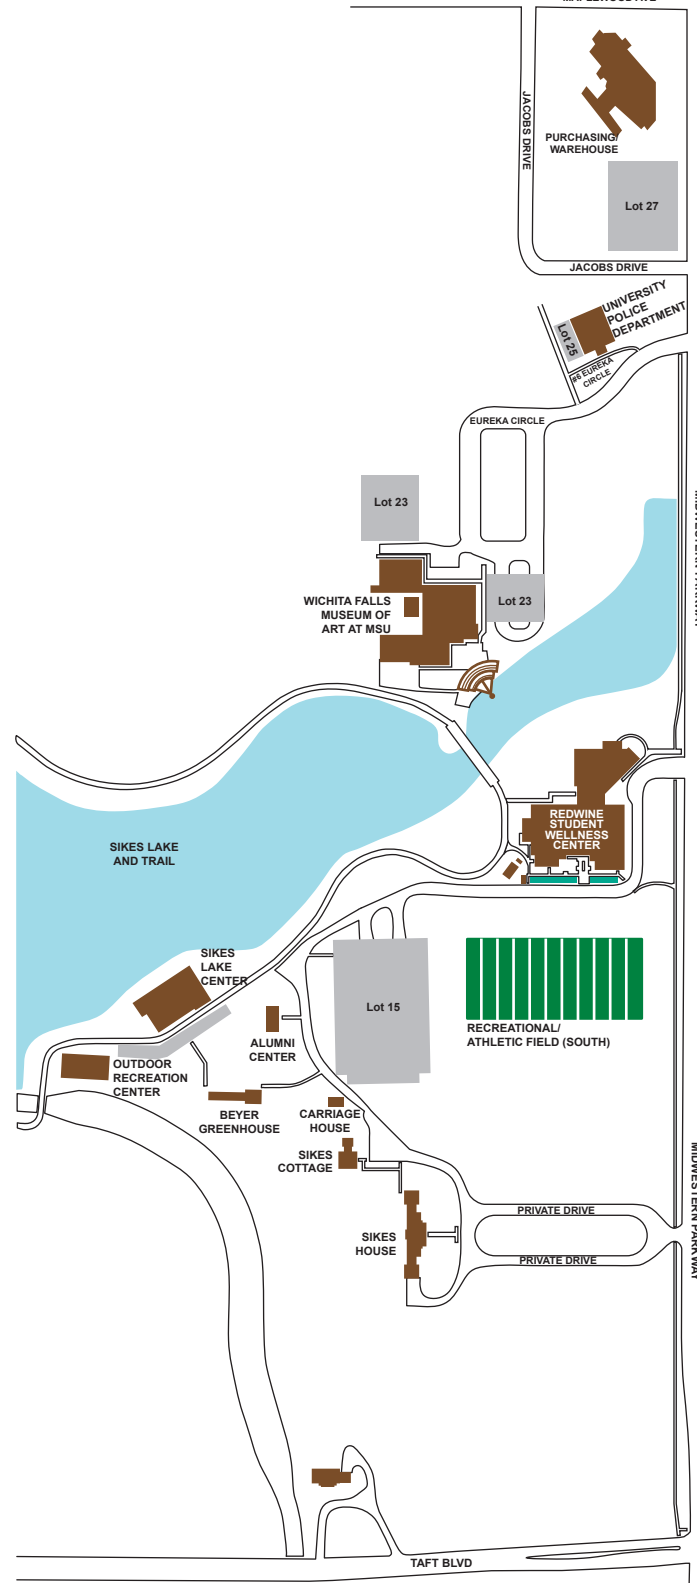 JACOBS DRIVE
PURCHASING/
WAREHOUSE
Lot 27
JACOBS DRIVE
UNIVERSITY
POLICE
DEPARTMENT
Lot 25
#6 EUREKA
CIRCLE
EUREKA CIRCLE
Lot 23
WICHITA FALLS
MUSEUM OF
ART AT MSU
Lot 23
REDWINE
STUDENT
WELLNESS
CENTER
SIKES LAKE
AND TRAIL
SIKES
LAKE
CENTER
Lot 15
RECREATIONAL/
ATHLETIC FIELD (SOUTH)
ALUMNI
CENTER
OUTDOOR
RECREATION
CENTER
BEYER
GREENHOUSE
CARRIAGE
HOUSE
SIKES
COTTAGE
MIDWESTERN PARKWAY
PRIVATE DRIVE
SIKES
HOUSE
PRIVATE DRIVE
TAFT BLVD